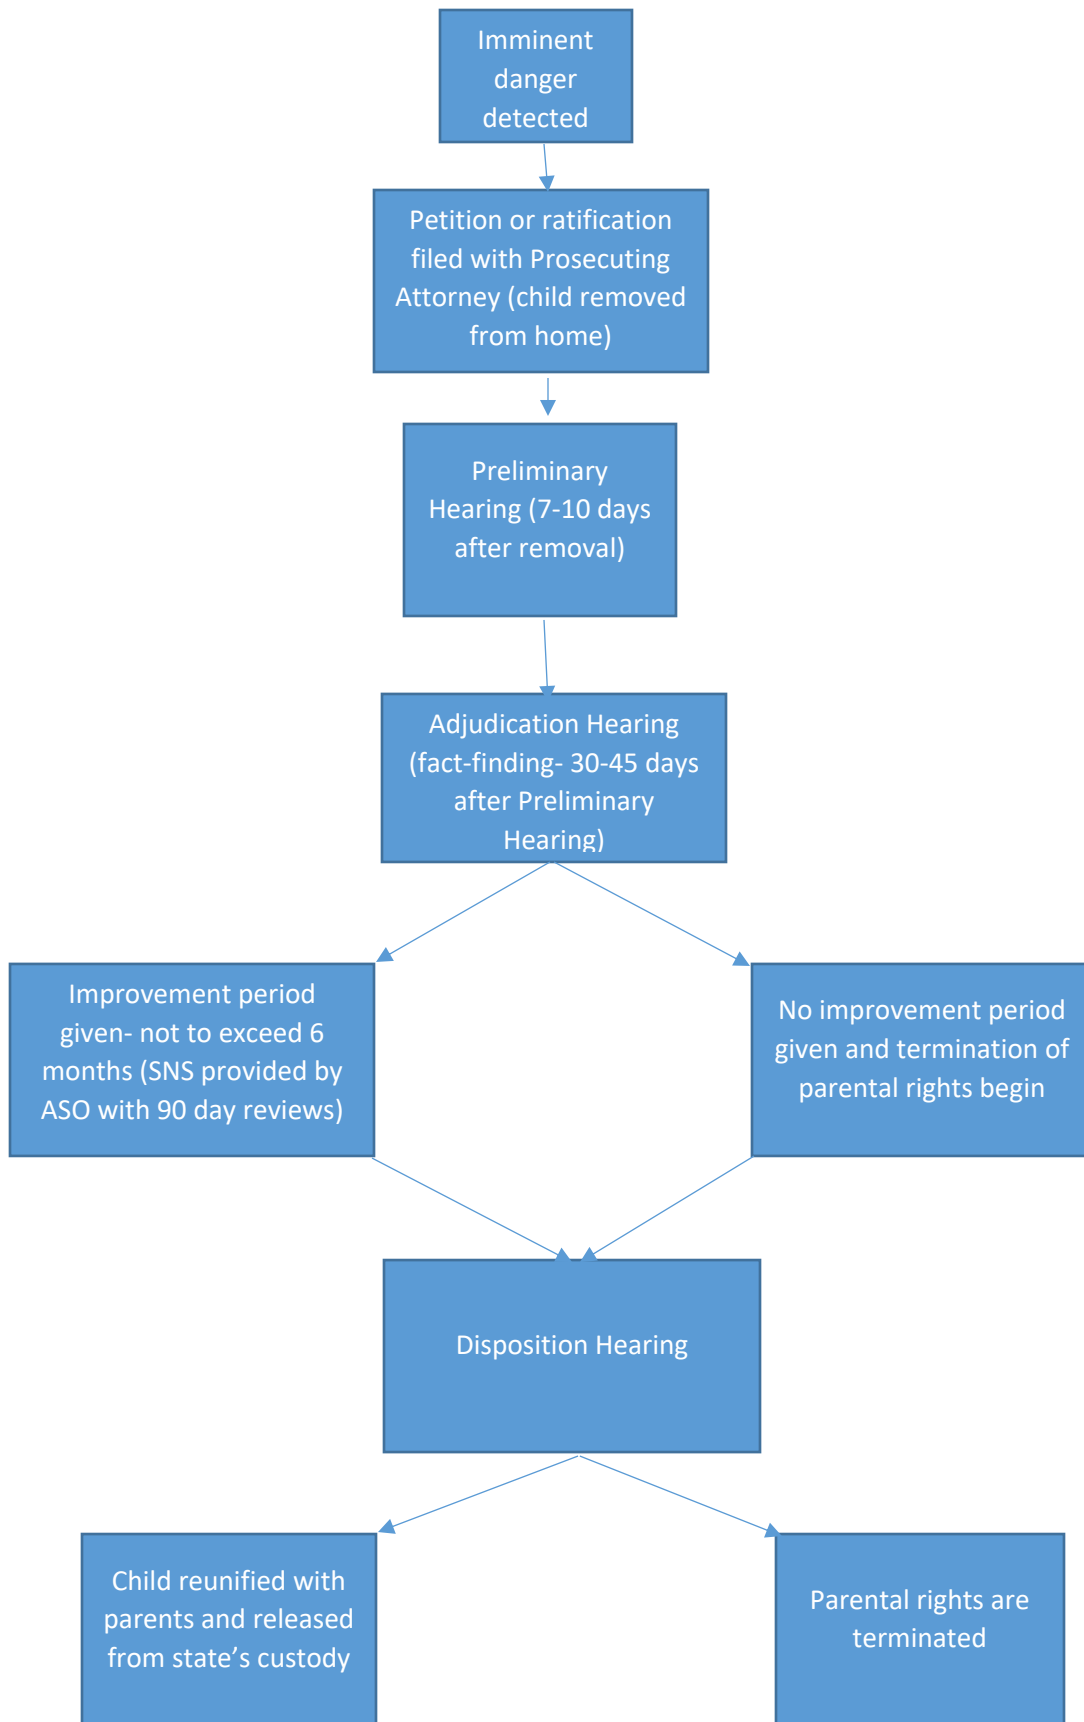 Imminent
danger
detected
Petition or ratification
filed with Prosecuting
Attorney (child removed
from home)
Preliminary
Hearing (7-10 days
after removal)
Adjudication Hearing
(fact-finding- 30-45 days
after Preliminary
Hearing)
Improvement period
given- not to exceed 6
months (SNS provided by
ASO with 90 day reviews)
No improvement period
given and termination of
parental rights begin
Disposition Hearing
Child reunified with
parents and released
from state’s custody
Parental rights are
terminated